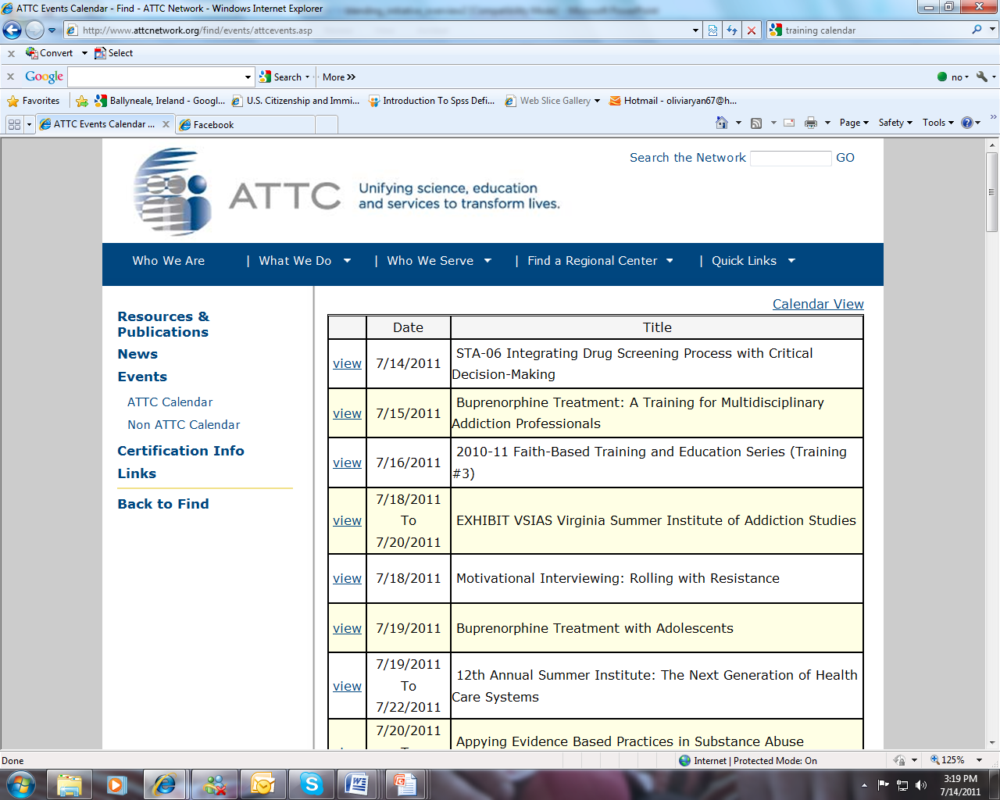 ATTC Events Calendar - Find - ATTC Network - Windows Internet Explorer
http://www.attcnetwork.org/find/events/attcevents.asp
training calendar
x Convert Select
x Google Search More »
no
Favorites Ballyneale, Ireland - Googl... U.S. Citizenship and Immi... Introduction To Spss Defi... Web Slice Gallery Hotmail - oliviaryan67@h...
ATTC Events Calendar ... x Facebook Page Safety Tools »
Search the Network GO
ATTC
Unifying science, education
and services to transform lives.
Who We Are | What We Do | Who We Serve | Find a Regional Center | Quick Links
Resources &
Publications
News
Events
ATTC Calendar
Non ATTC Calendar
Certification Info
Links
Back to Find
Calendar View
Date Title
view 7/14/2011 STA-06 Integrating Drug Screening Process with Critical
Decision-Making
view 7/15/2011 Buprenorphine Treatment: A Training for Multidisciplinary
Addiction Professionals
view 7/16/2011 2010-11 Faith-Based Training and Education Series (Training
#3)
7/18/2011
To
7/20/2011
view EXHIBIT VSIAS Virginia Summer Institute of Addiction Studies
view 7/18/2011 Motivational Interviewing: Rolling with Resistance
view 7/19/2011 Buprenorphine Treatment with Adolescents
7/19/2011
To
7/22/2011
view 12th Annual Summer Institute: The Next Generation of Health
Care Systems
7/20/2011
Appying Evidence Based Practices in Substance Abuse
Done Internet | Protected Mode: On 125%
3:19 PM
7/14/2011